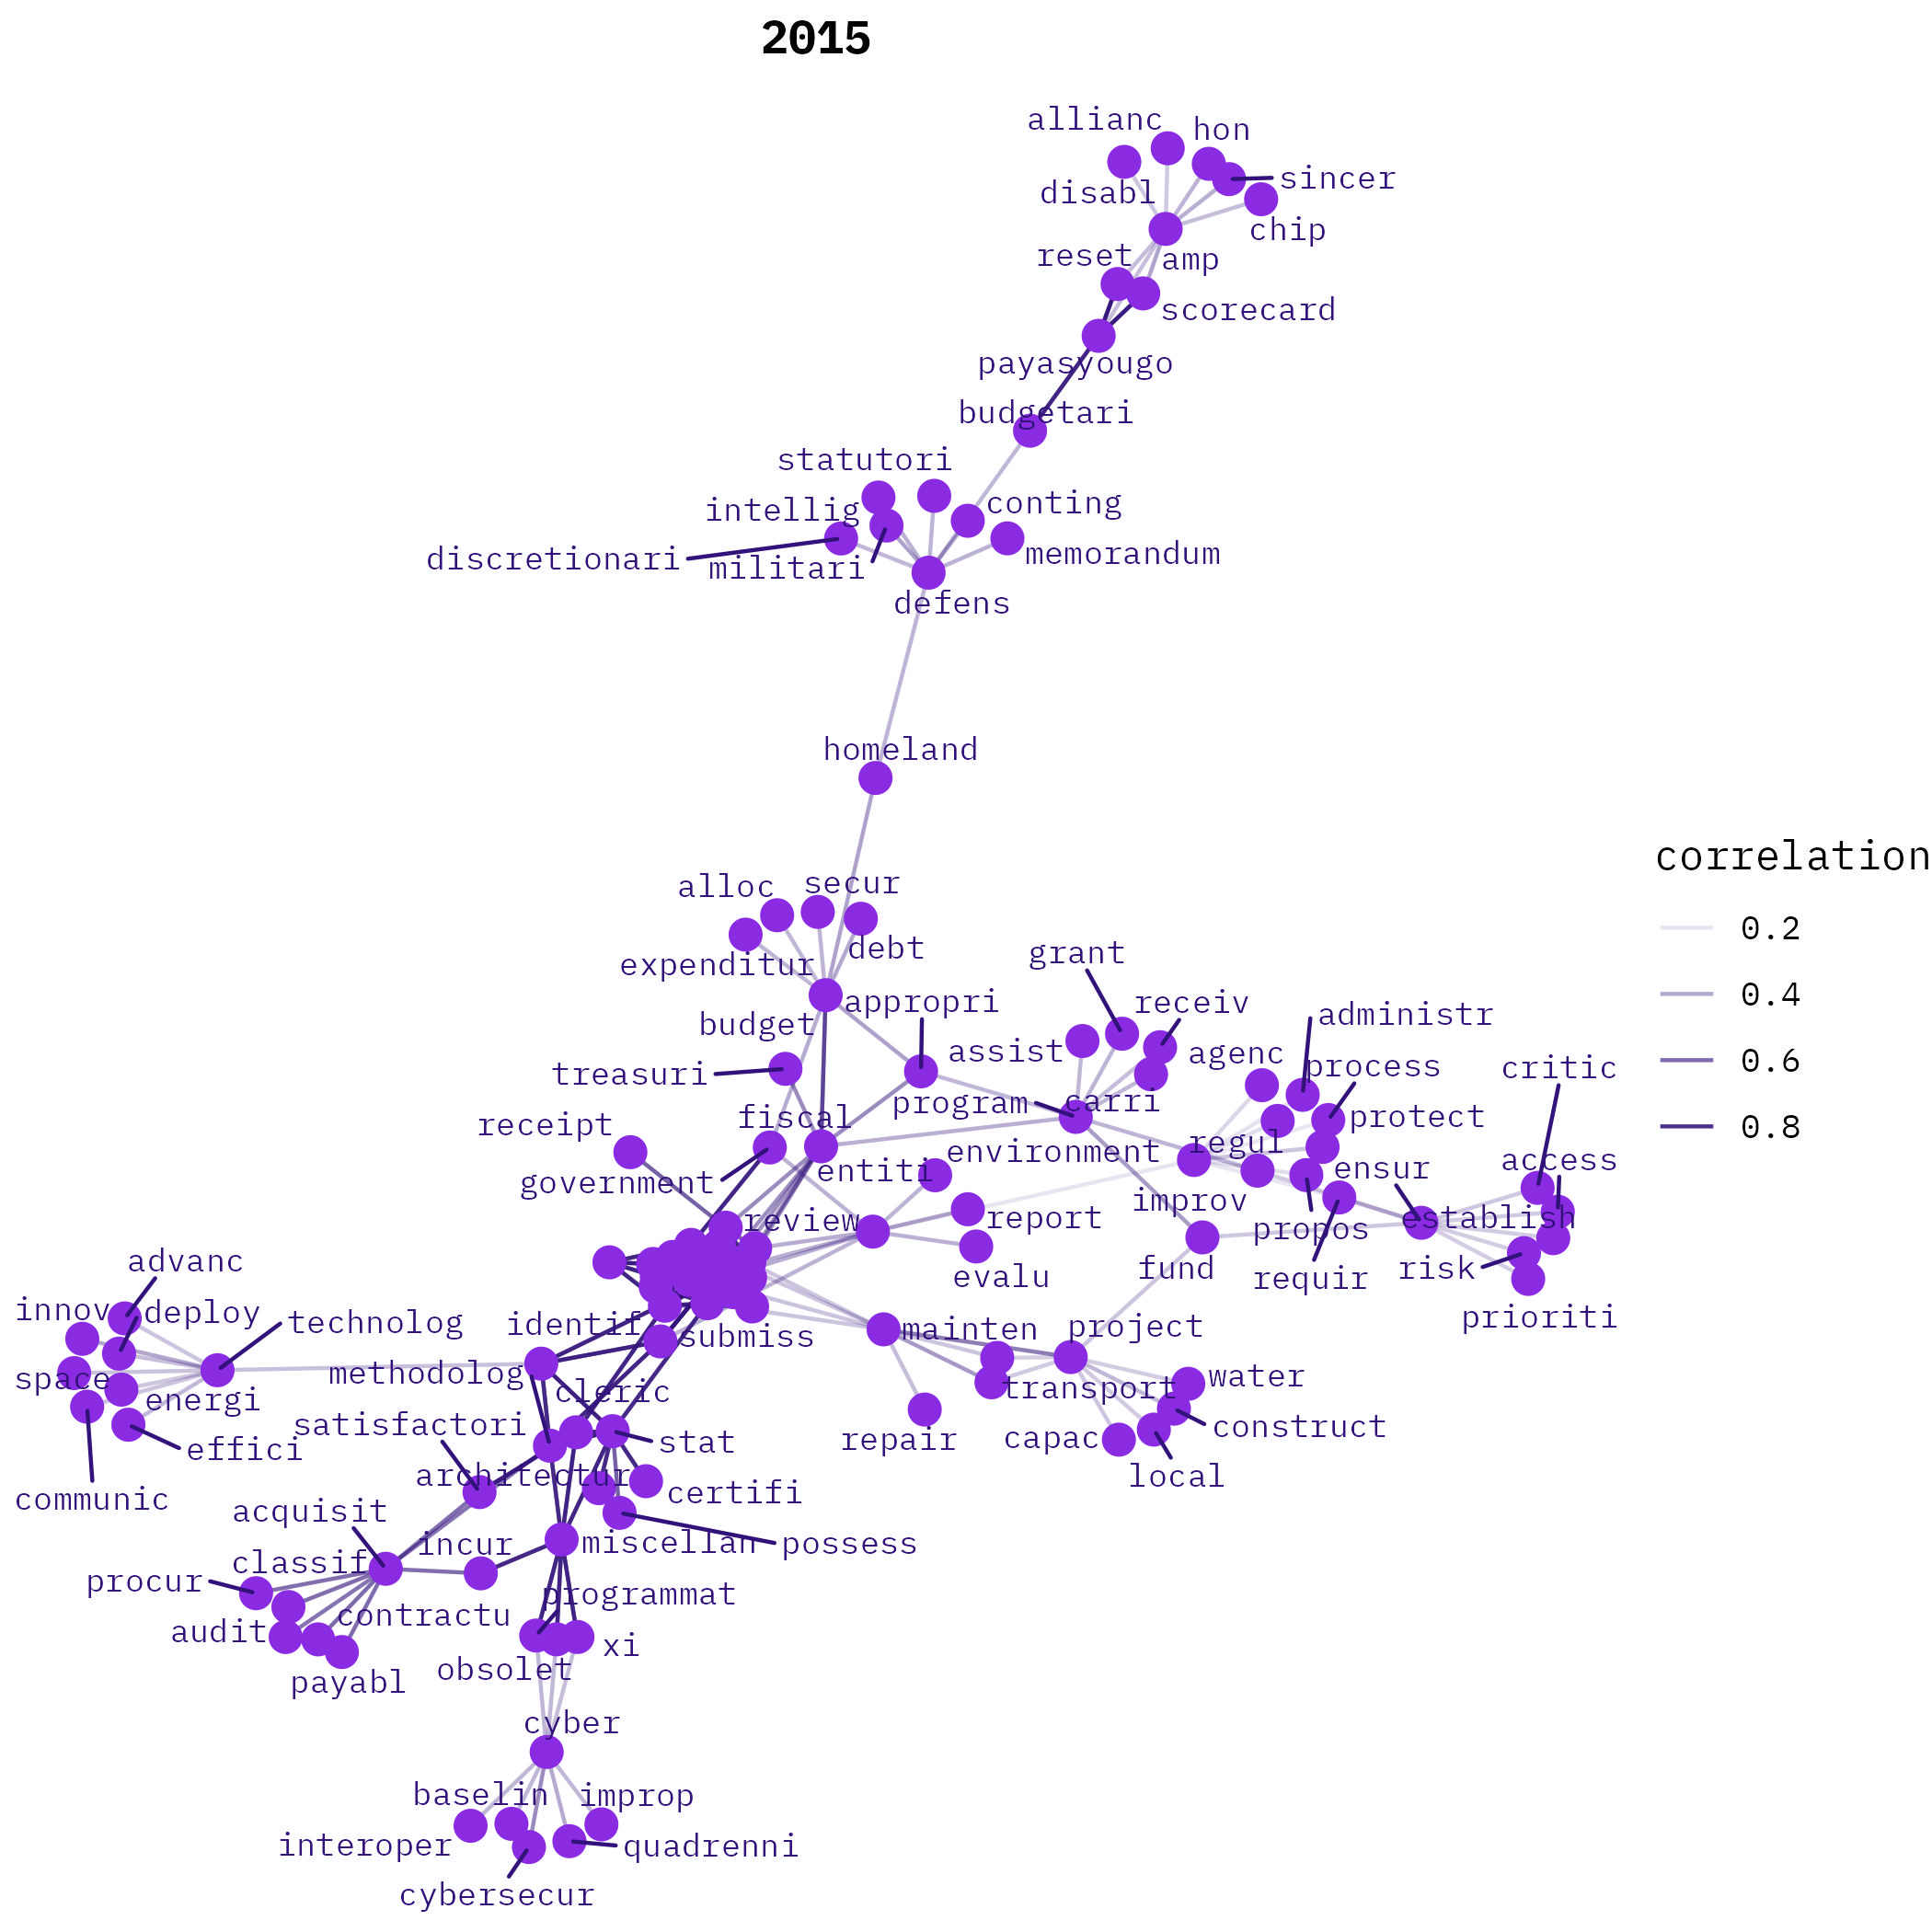 2015
allianc
hon
sincer
disabl
chip
reset
amp
scorecard
payasyougo
budgetari
statutori
intellig
conting
discretionari
militari
memorandum
defens
homeland
alloc
secur
debt
expenditur
grant
appropri
receiv
administr
budget
assist
agenc
process
critic
treasuri
program
carri
protect
receipt
fiscal
environment
regul
access
government
entiti
ensur
improv
review
report
propos
establish
advanc
evalu
fund
requir
risk
innov
deploy
technolog
identif
submiss
mainten
project
prioriti
space
methodolog
cleric
transport
water
energi
satisfactori
effici
stat
repair
capac
construct
communic
architectur
certifi
local
acquisit
incur
miscellan
possess
classif
procur
programmat
contractu
audit
xi
payabl
obsolet
cyber
baselin
improp
interoper
quadrenni
cybersecur
correlation
0.2
0.4
0.6
0.8